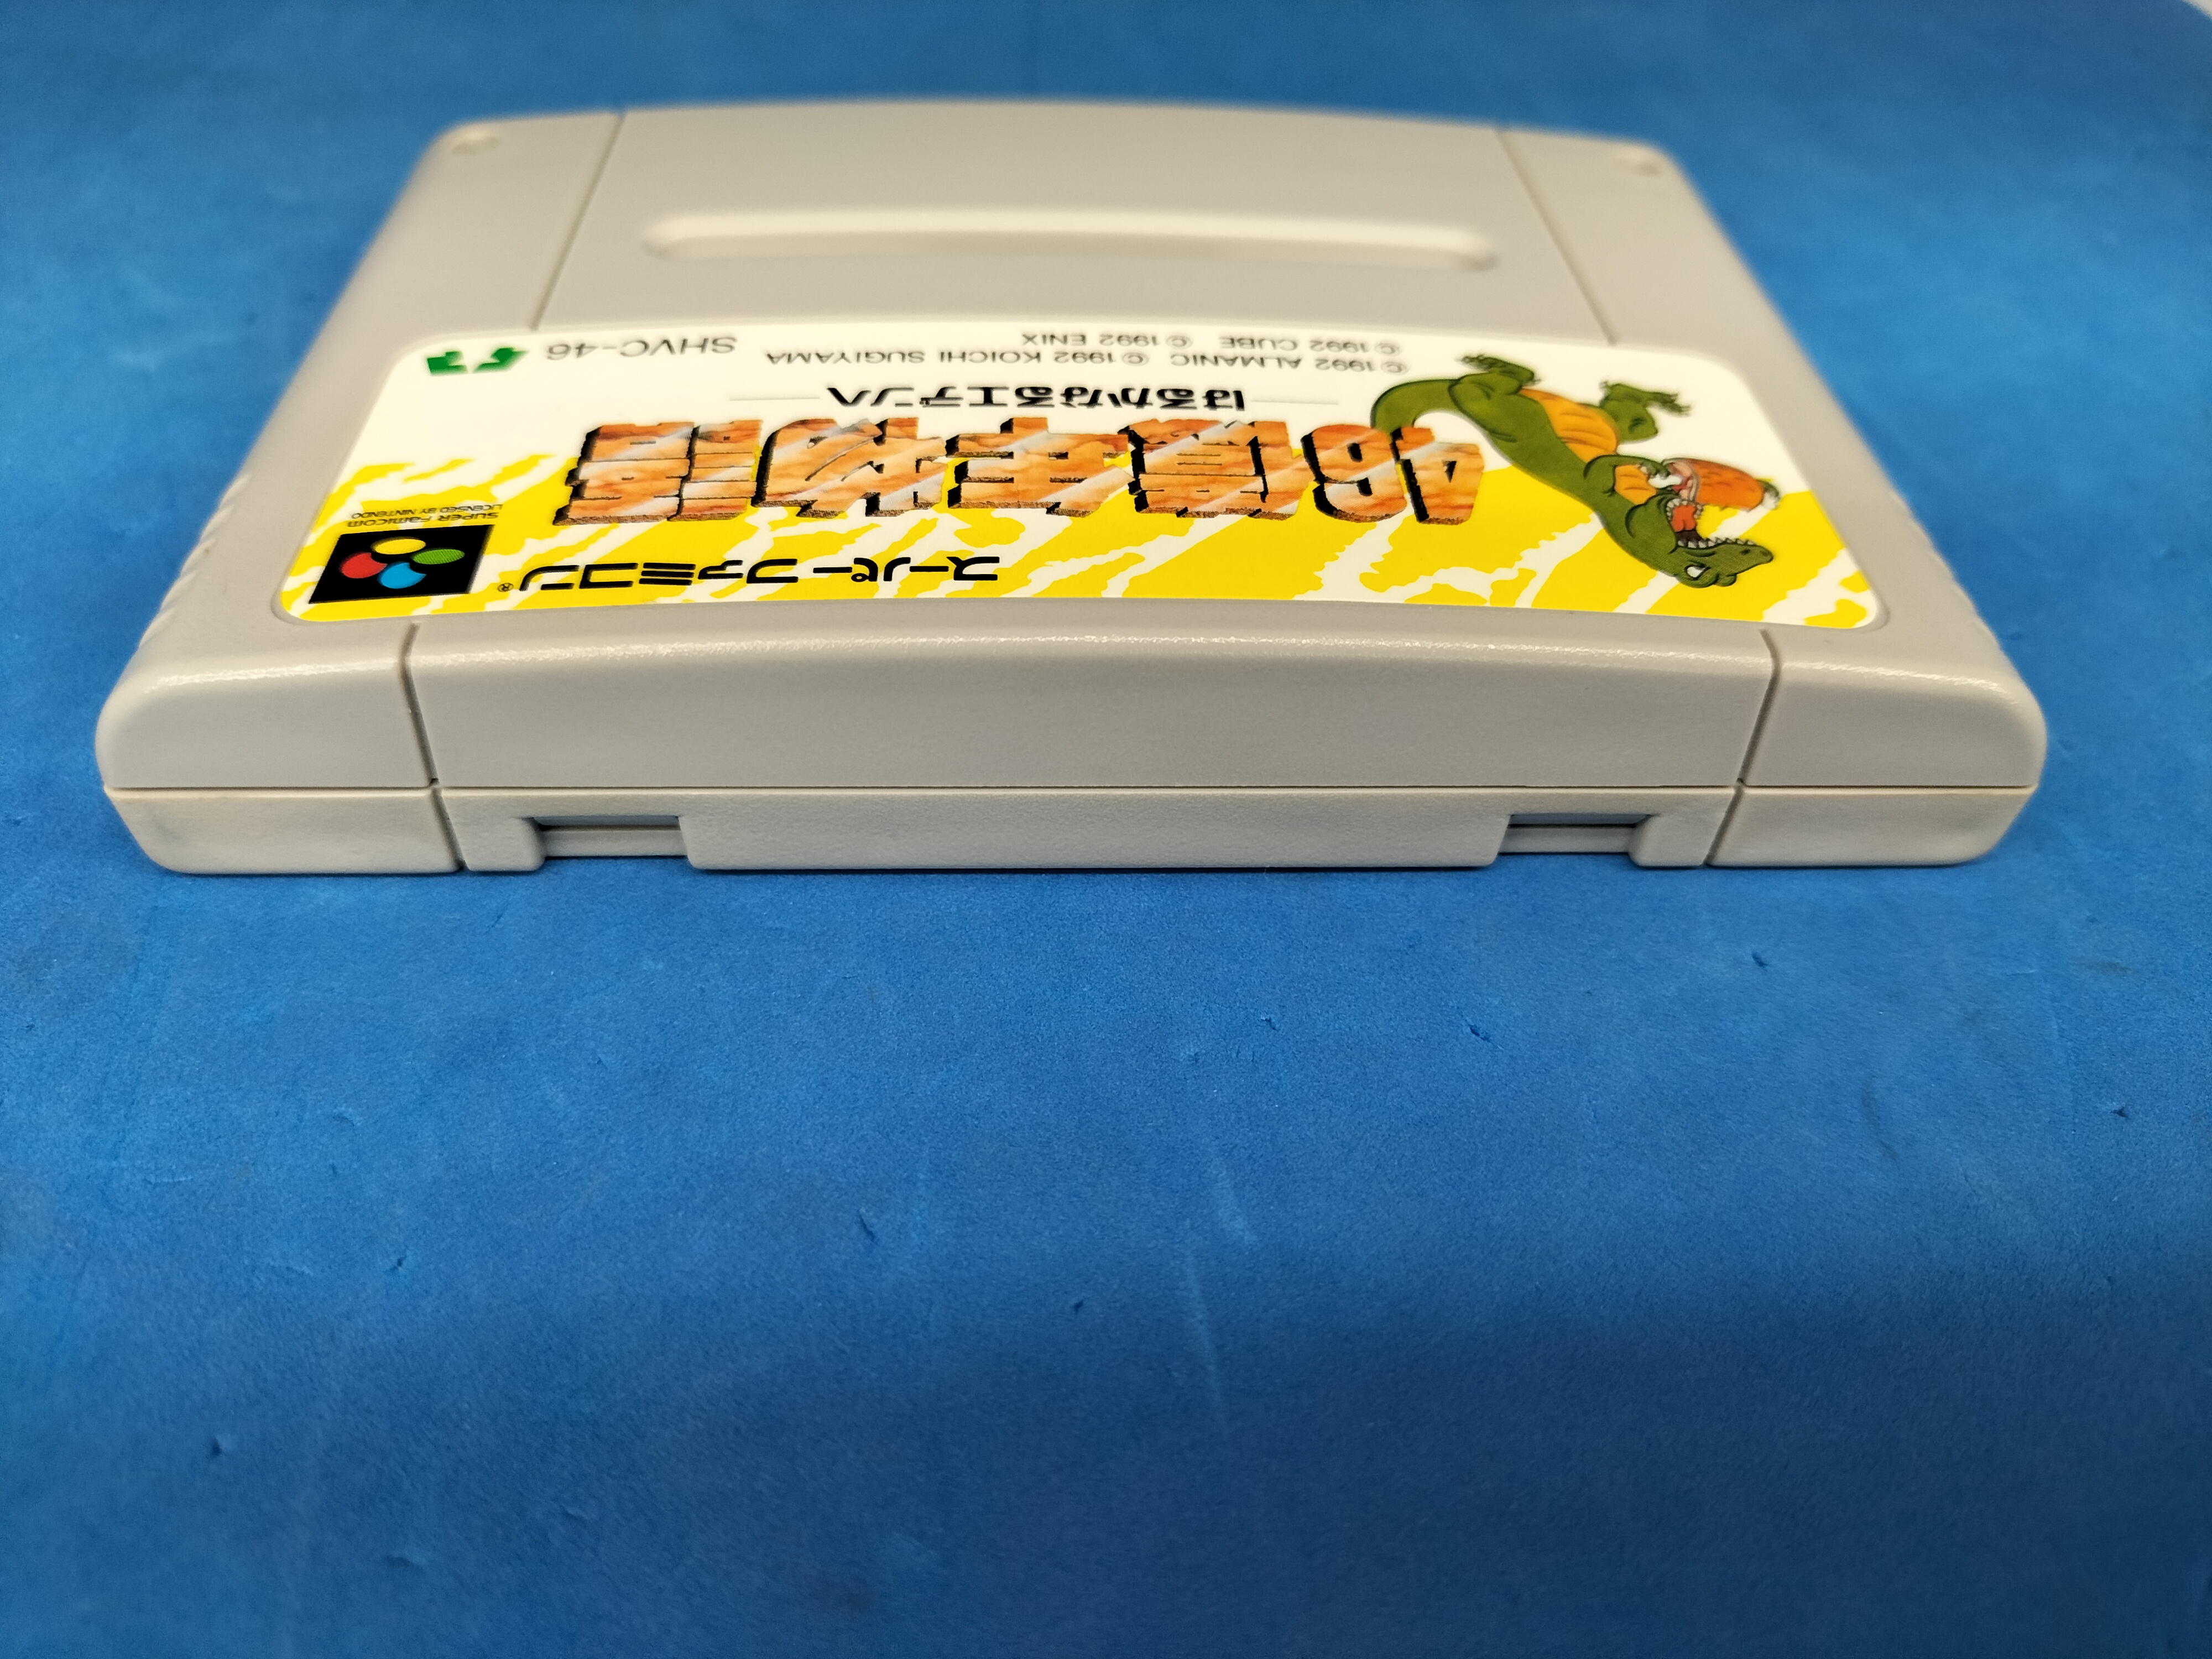 スーパーファミコン®
SUPER Famicom
LICENSED BY NINTENDO
46億年物語
はるかなるエデンへ
© 1992 ALMANIC © 1992 KOICHI SUGIYAMA
© 1992 CUBE © 1992 ENIX
SHVC-46